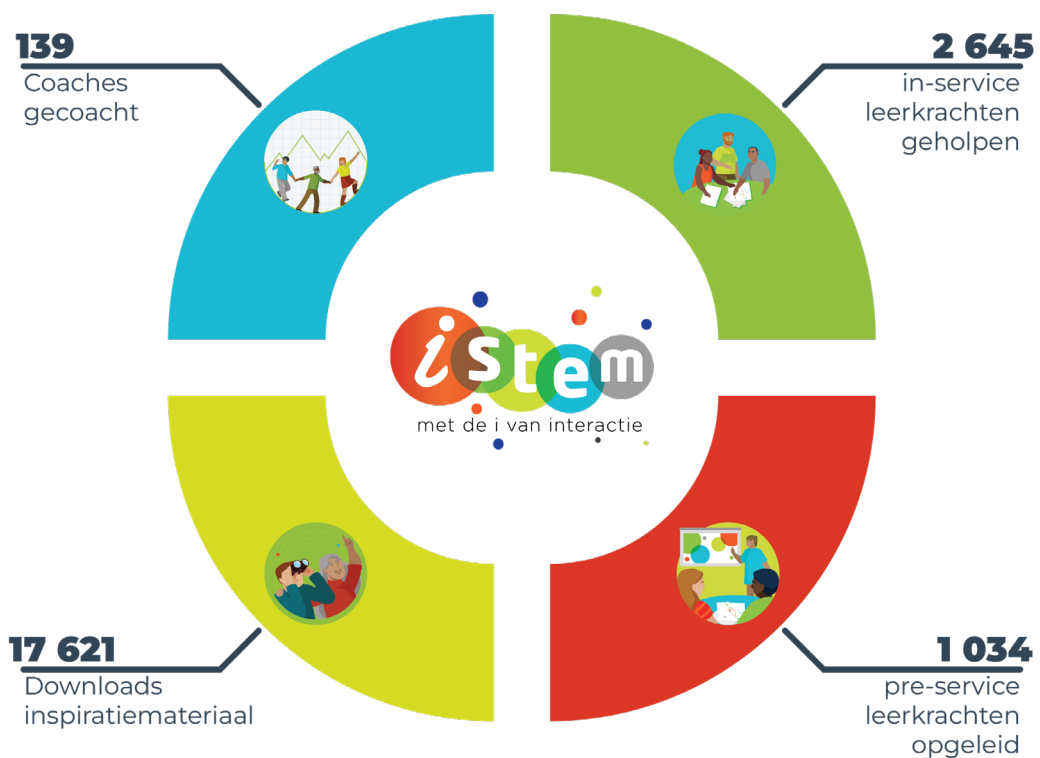 139
Coaches
gecoacht
2 645
in-service
leerkrachten
geholpen
istem
met de i van interactie
17 621
Downloads
inspiratiemateriaal
1 034
pre-service
leerkrachten
opgeleid